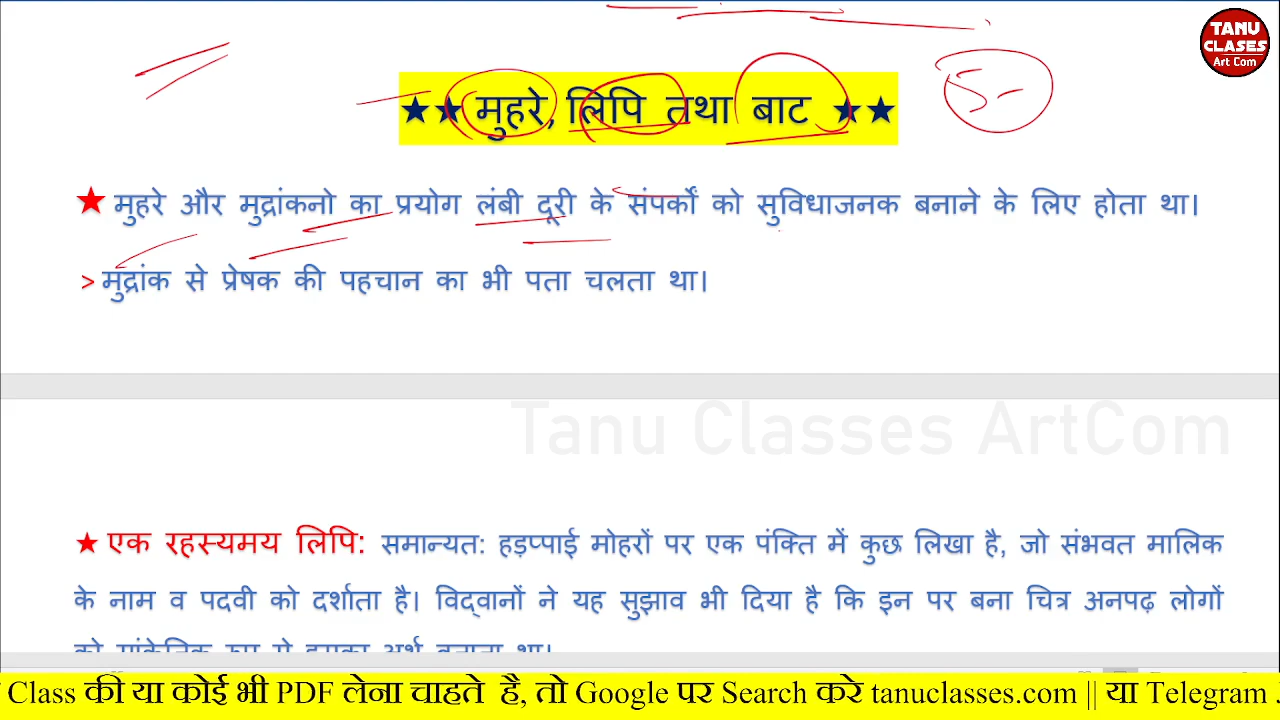 TANU
CLASES
Art Com
★★ मुहरे, लिपि तथा बाट ★★
5-
★ मुहरे और मुद्रांकनो का प्रयोग लंबी दूरी के संपर्कों को सुविधाजनक बनाने के लिए होता था।
> मुद्रांक से प्रेषक की पहचान का भी पता चलता था।
Tanu Classes ArtCom
★ एक रहस्यमय लिपि: समान्यत: हड़प्पाई मोहरों पर एक पंक्ति में कुछ लिखा है, जो संभवत मालिक
के नाम व पदवी को दर्शाता है। विद्वानों ने यह सुझाव भी दिया है कि इन पर बना चित्र अनपढ़ लोगों
Class की या कोई भी PDF लेना चाहते है, तो Google पर Search करे tanuclasses.com || या Telegram